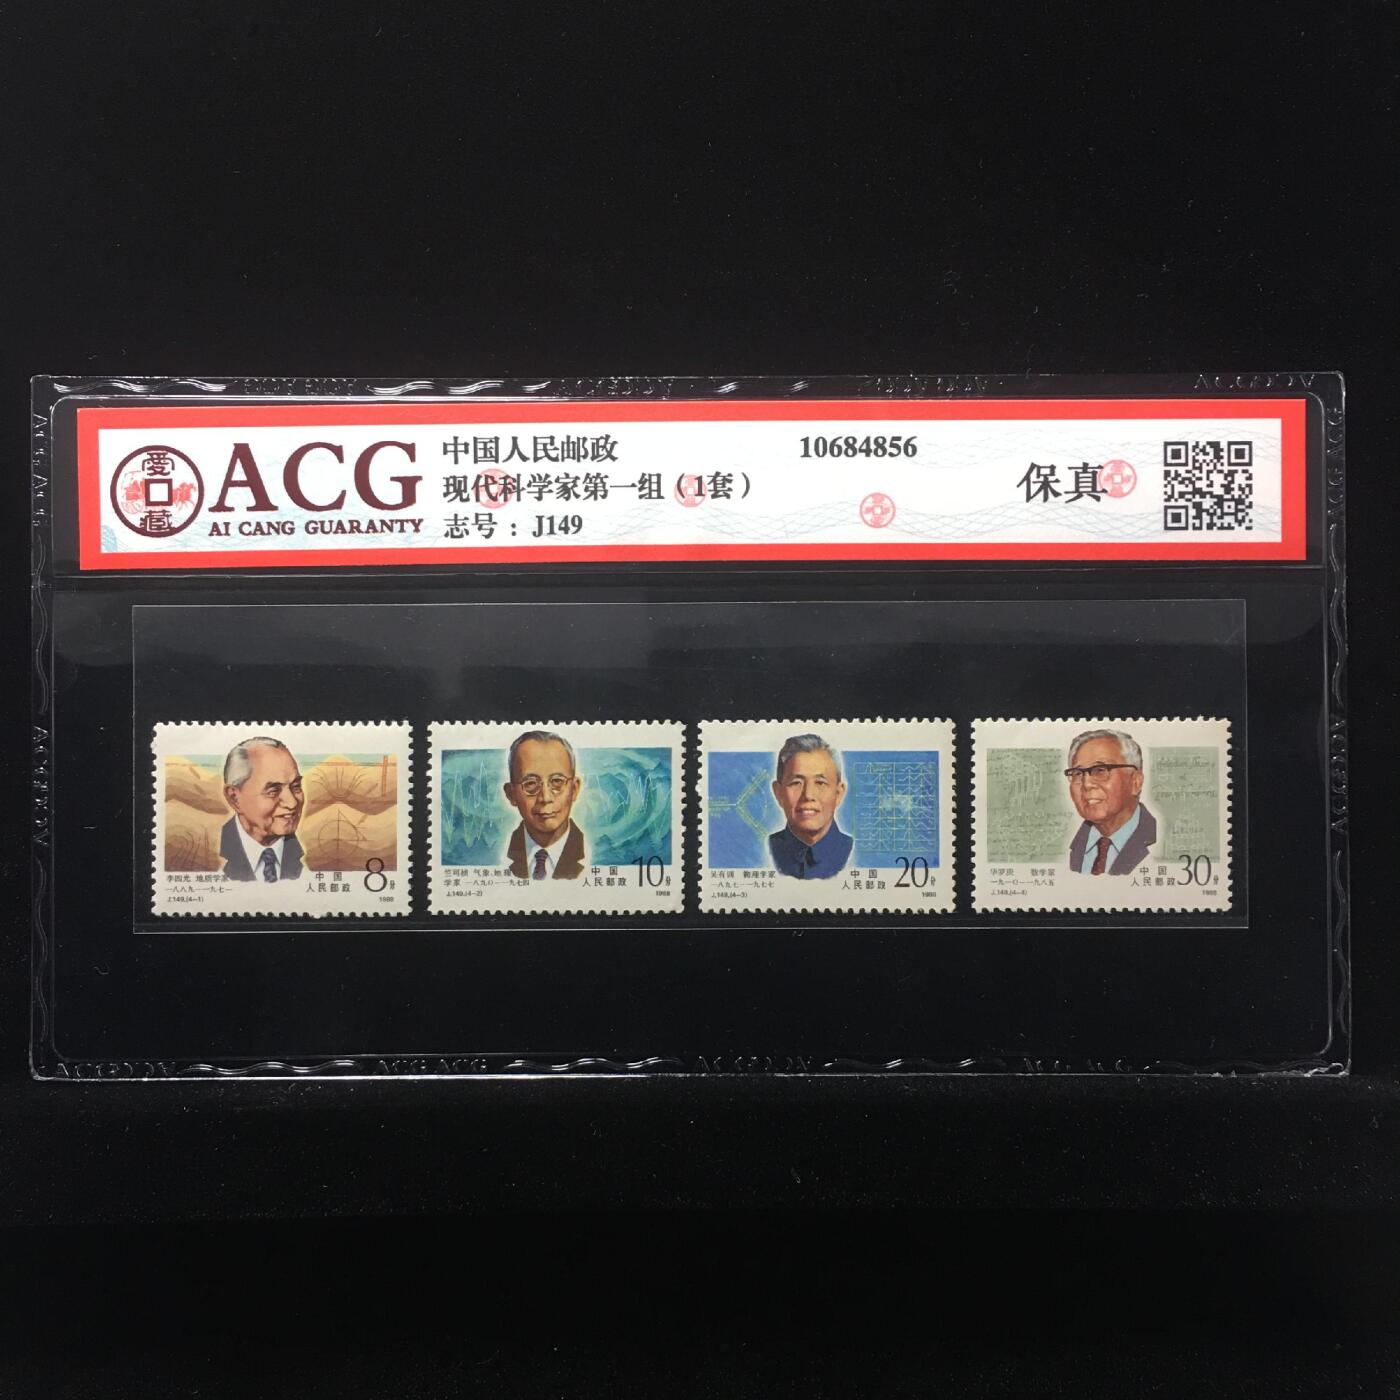 ACG
AI CANG GUARANTY
愛藏
中国人民邮政
10684856
现代科学家第一组（1套）
志号：J149
保真
李四光 地质学家
一八八九—一九七一
J.149.(4-1)
中国
人民邮政
8分
1988
竺可桢 气象、地理
学家 一八九〇—一九七四
J.149.(4-2)
中国
人民邮政
10分
1988
吴有训 物理学家
一八九七—一九七七
J.149.(4-3)
中国
人民邮政
20分
1988
华罗庚 数学家
一九一〇—一九八五
J.149.(4-4)
中国
人民邮政
30分
1988